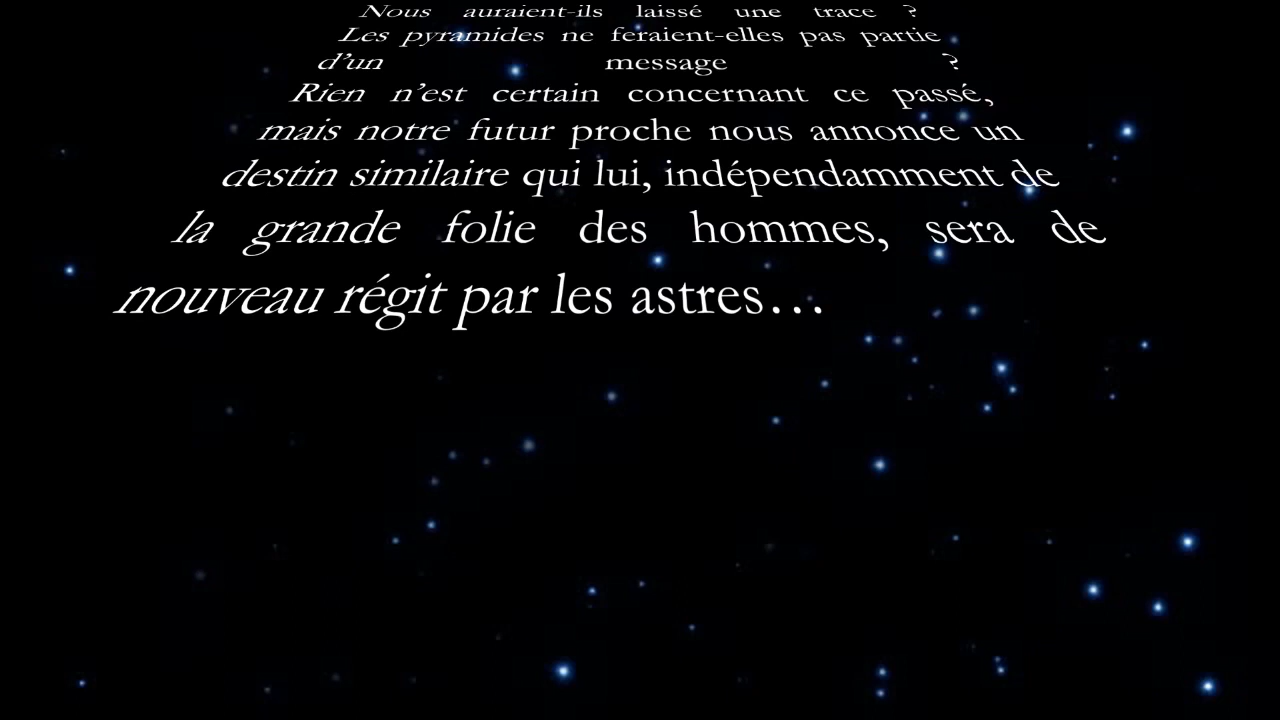 Nous auraient-ils laissé une trace ?
Les pyramides ne feraient-elles pas partie
d’un message ?
Rien n’est certain concernant ce passé,
mais notre futur proche nous annonce un
destin similaire qui lui, indépendamment de
la grande folie des hommes, sera de
nouveau régit par les astres…